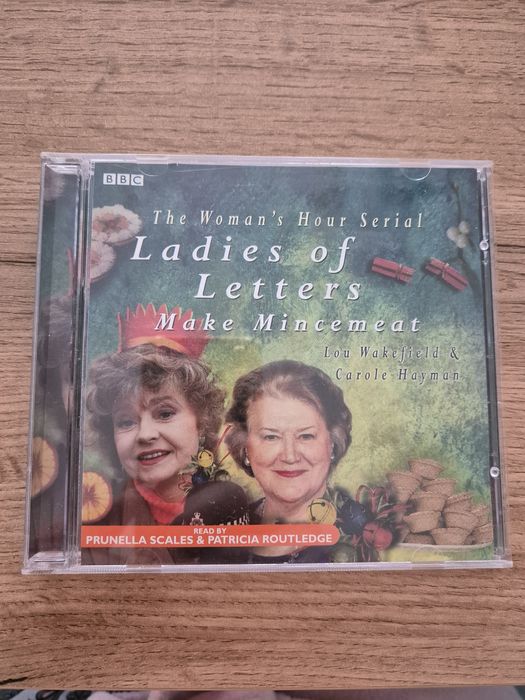 BBC
The Woman's Hour Serial
Ladies of
Letters
Make Mincemeat
Lou Wakefield &
Carole Hayman
READ BY
PRUNELLA SCALES & PATRICIA ROUTLEDGE